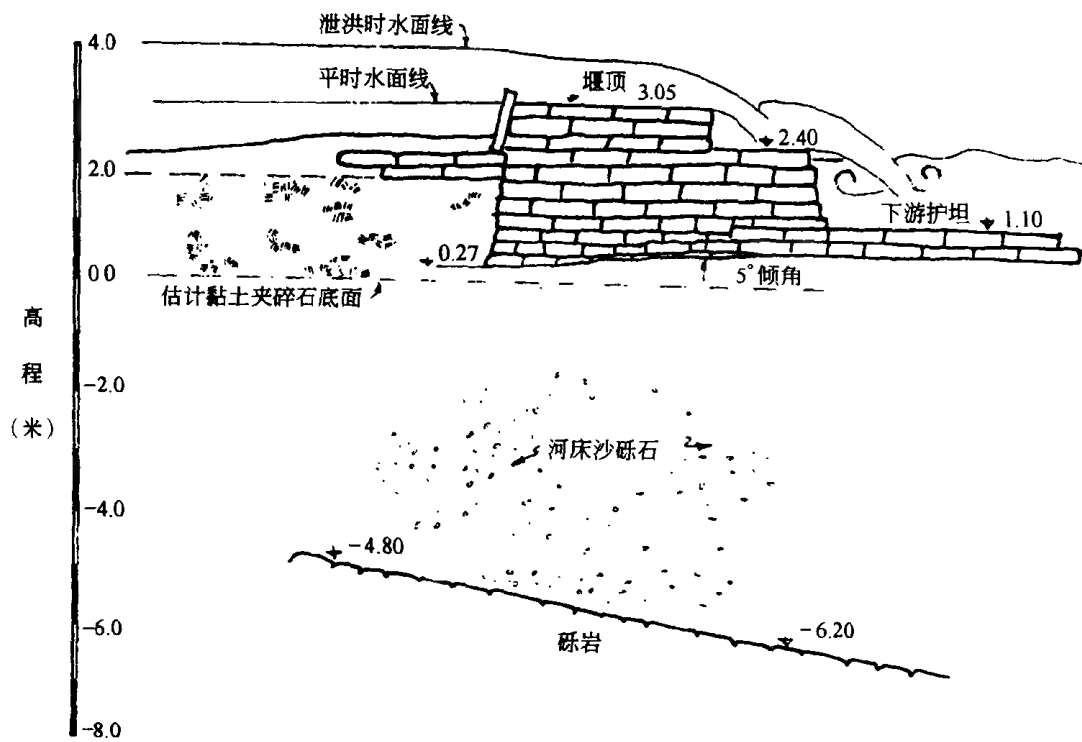 泄洪时水面线
4.0
平时水面线
堰顶
3.05
2.40
2.0
下游护坦
1.10
0.27
0 0
5°倾角
估计黏土夹碎石底面
高程(米)
-2.0
河床沙砾石
-4.0
-4.80
-6.0
砾岩
-6.20
-8.0